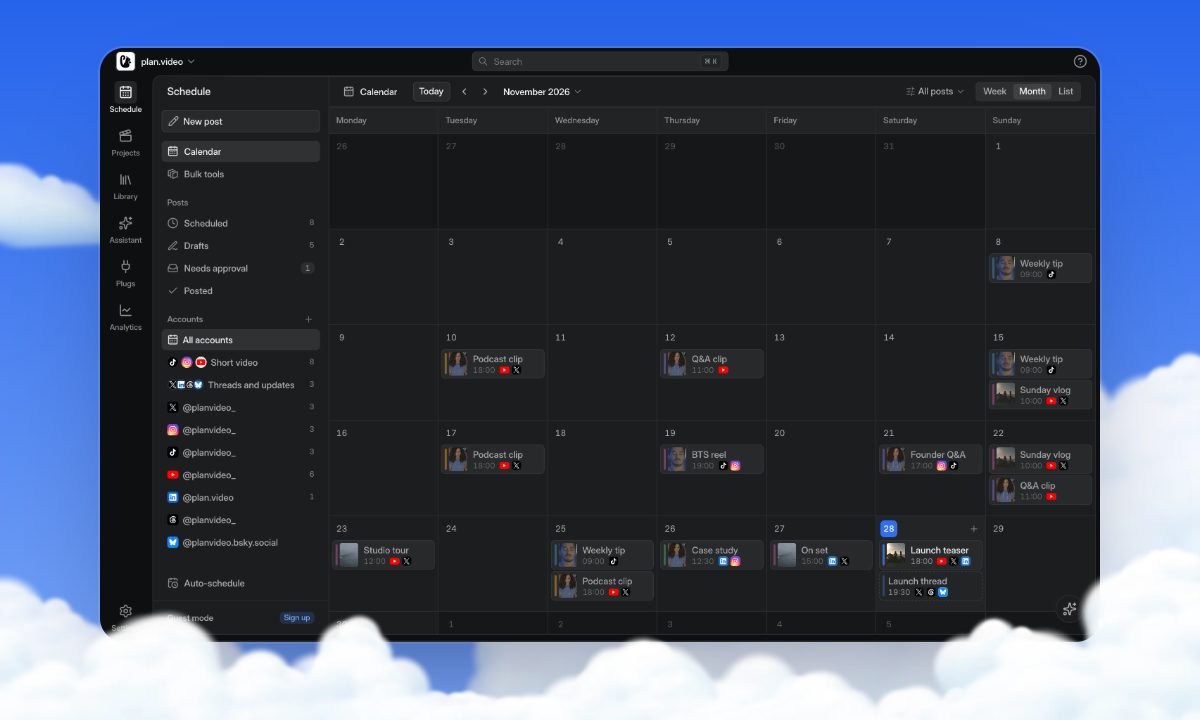 plan.video
Search
⌘ K
Schedule
Projects
Library
Assistant
Plugs
Analytics
Schedule
New post
Calendar
Bulk tools
Posts
Scheduled 8
Drafts 5
Needs approval 1
Posted
Accounts
All accounts
Short video 8
Threads and updates 3
@planvideo_ 3
@planvideo_ 3
@planvideo_ 3
@planvideo_ 6
@plan.video 1
@planvideo_
@planvideo.bsky.social
Auto-schedule
Guest mode Sign up
Calendar Today November 2026 All posts Week Month List
Monday Tuesday Wednesday Thursday Friday Saturday Sunday
26 27 28 29 30 31 1
2 3 4 5 6 7 8
Weekly tip
09:00
9 10 11 12 13 14 15
Podcast clip Q&A clip Weekly tip
18:00 11:00 09:00
Sunday vlog
10:00
16 17 18 19 20 21 22
Podcast clip BTS reel Founder Q&A Sunday vlog
18:00 19:00 17:00 10:00
Q&A clip
11:00
23 24 25 26 27 28 29
Studio tour Weekly tip Case study On set Launch teaser
12:00 09:00 12:30 15:00 18:00
Podcast clip Launch thread
18:00 19:30
1 2 3 4 5